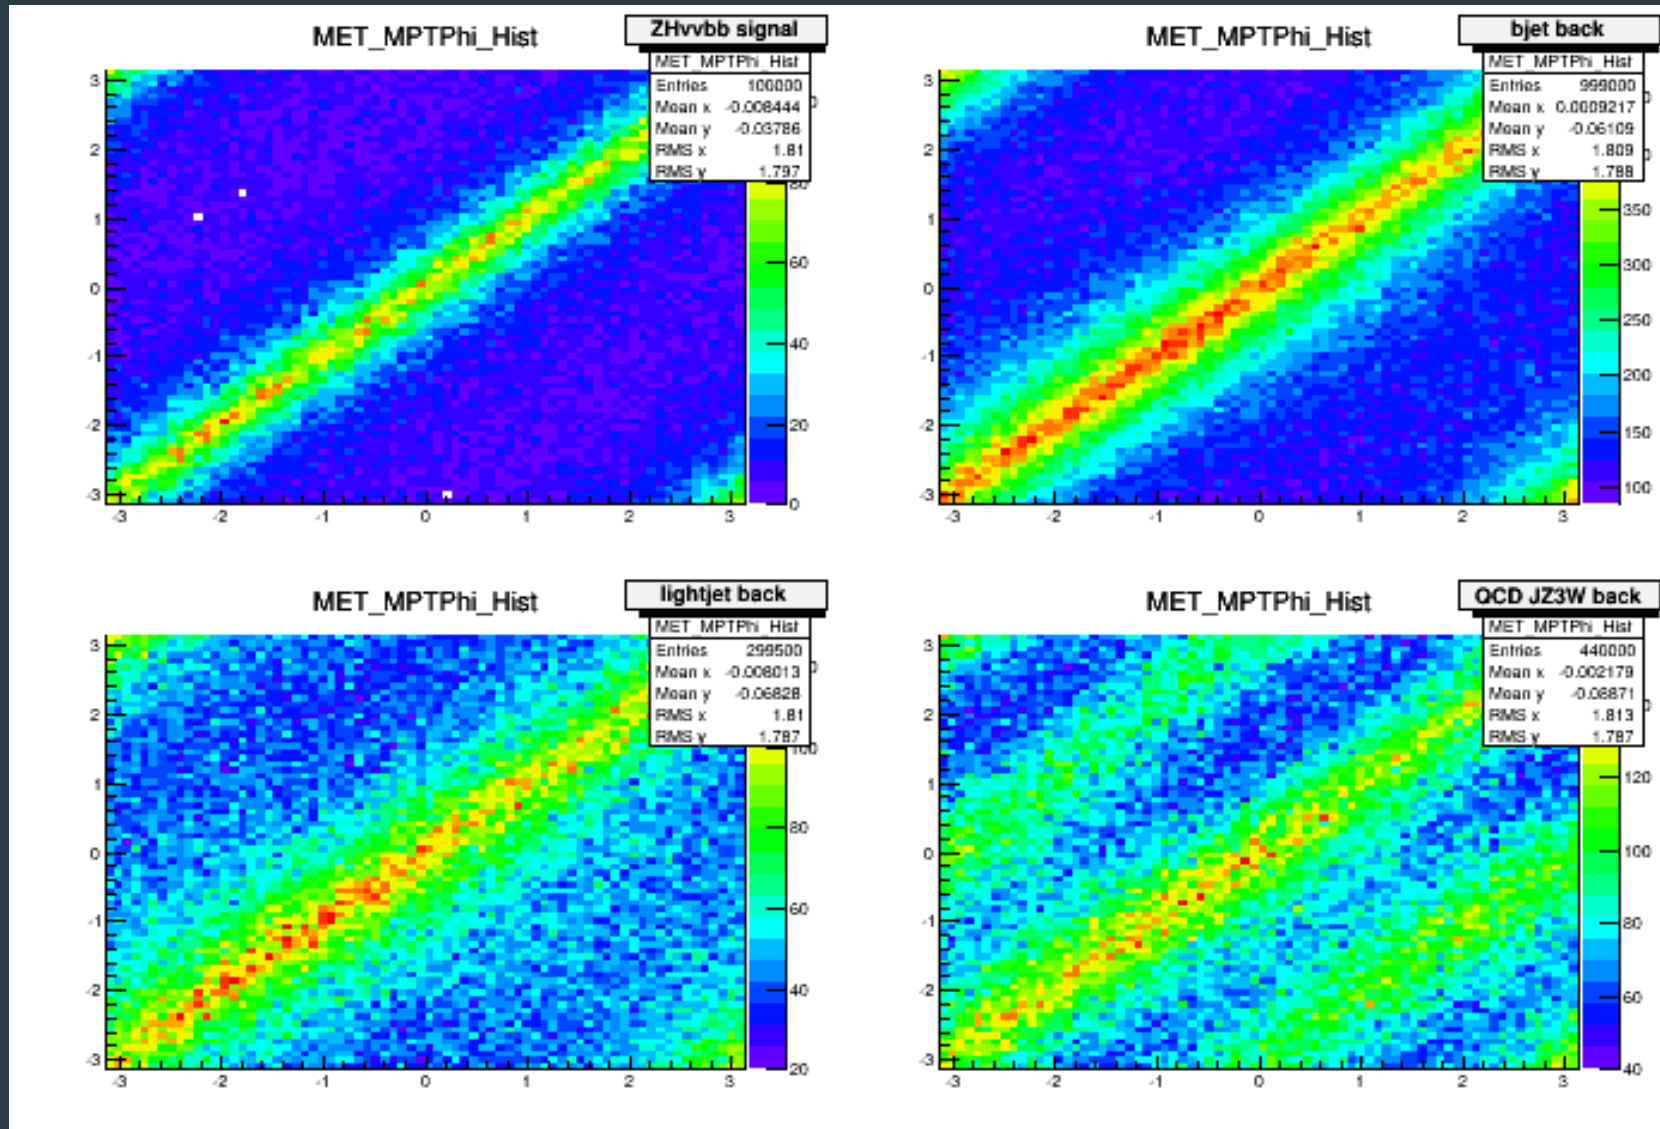 MET_MPTPhi_Hist
ZHvvbb signal
MET_MPTPhi_Hist
Entries 100000
Mean x -0.008444
Mean y -0.03786
RMS x 1.81
RMS y 1.797
3
2
1
0
-1
-2
-3
-3 -2 -1 0 1 2 3
80
60
40
20
0
MET_MPTPhi_Hist
bjet back
MET_MPTPhi_Hist
Entries 999000
Mean x 0.0009217
Mean y -0.06109
RMS x 1.809
RMS y 1.788
3
2
1
0
-1
-2
-3
-3 -2 -1 0 1 2 3
350
300
250
200
150
100
MET_MPTPhi_Hist
lightjet back
MET_MPTPhi_Hist
Entries 299500
Mean x -0.008013
Mean y -0.06828
RMS x 1.81
RMS y 1.787
3
2
1
0
-1
-2
-3
-3 -2 -1 0 1 2 3
100
80
60
40
20
MET_MPTPhi_Hist
QCD JZ3W back
MET_MPTPhi_Hist
Entries 440000
Mean x -0.002179
Mean y -0.08871
RMS x 1.813
RMS y 1.787
3
2
1
0
-1
-2
-3
-3 -2 -1 0 1 2 3
120
100
80
60
40